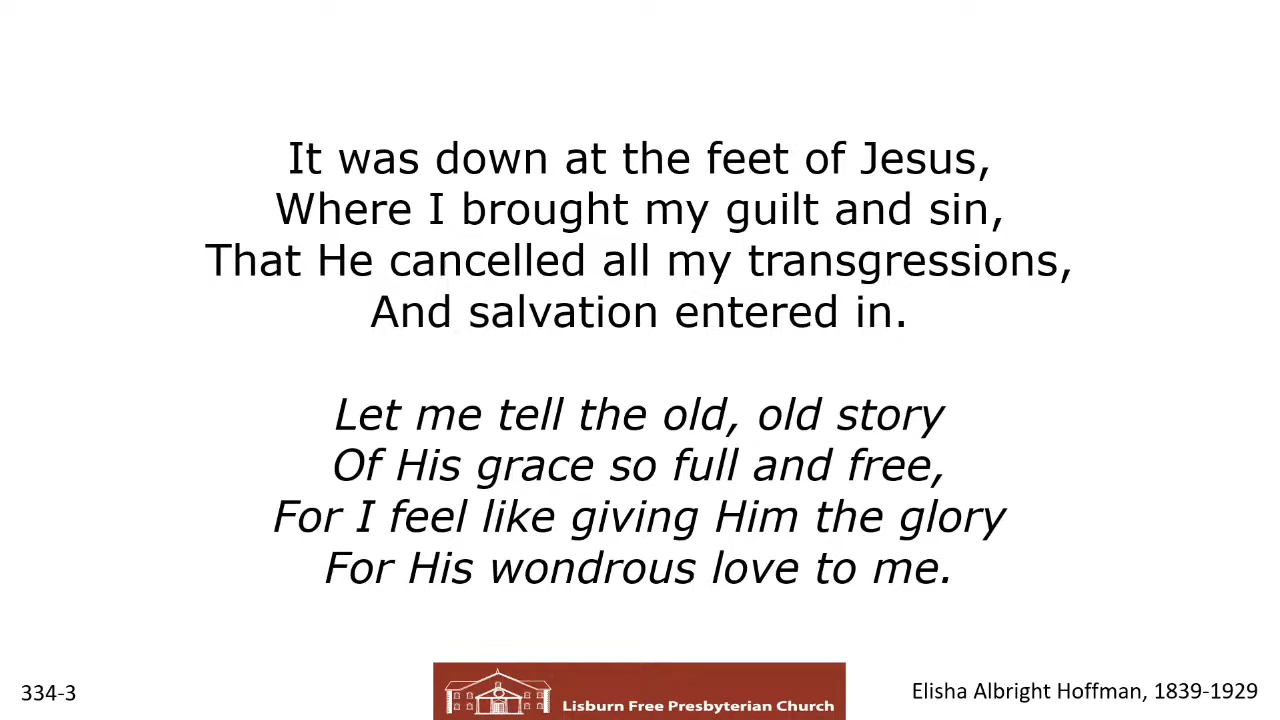 It was down at the feet of Jesus,
Where I brought my guilt and sin,
That He cancelled all my transgressions,
And salvation entered in.
Let me tell the old, old story
Of His grace so full and free,
For I feel like giving Him the glory
For His wondrous love to me.
334-3
Lisburn Free Presbyterian Church
Elisha Albright Hoffman, 1839-1929